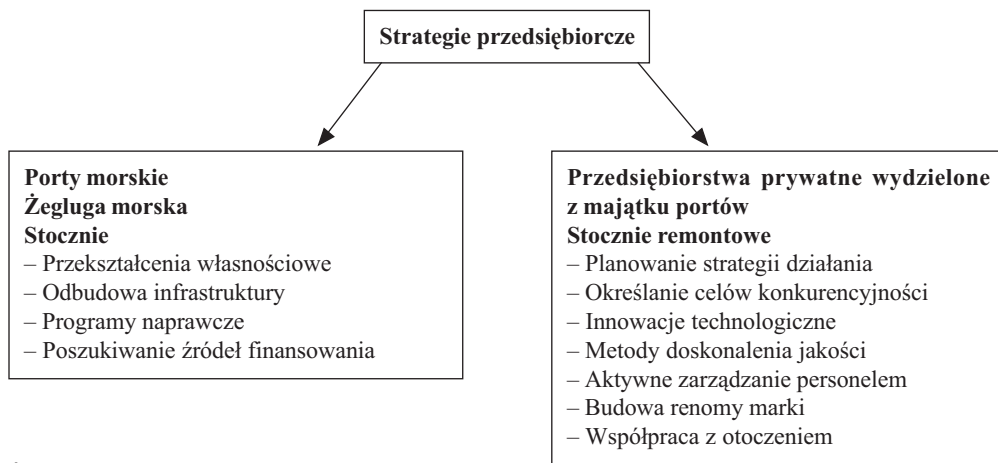 Strategie przedsiębiorcze
Porty morskie
Żegluga morska
Stocznie
– Przekształcenia własnościowe
– Odbudowa infrastruktury
– Programy naprawcze
– Poszukiwanie źródeł finansowania
Przedsiębiorstwa prywatne wydzielone
z majątku portów
Stocznie remontowe
– Planowanie strategii działania
– Określanie celów konkurencyjności
– Innowacje technologiczne
– Metody doskonalenia jakości
– Aktywne zarządzanie personelem
– Budowa renomy marki
– Współpraca z otoczeniem